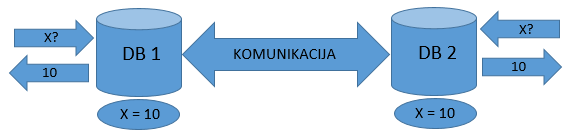 X?
10
DB 1
X = 10
KOMUNIKACIJA
DB 2
X = 10
X?
10